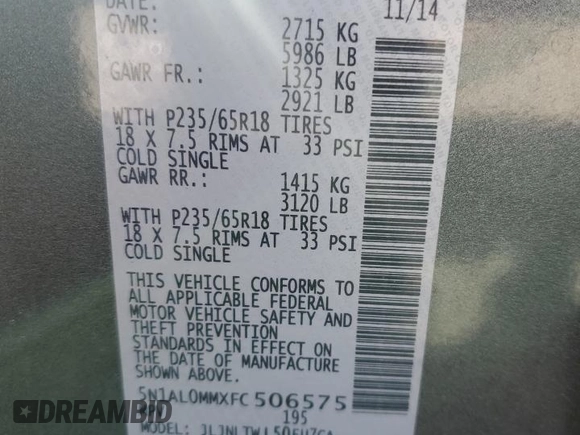 DATE: 11/14
GVWR: 2715 KG
5986 LB
GAWR FR.: 1325 KG
2921 LB
WITH P235/65R18 TIRES
18 X 7.5 RIMS AT 33 PSI
COLD SINGLE
GAWR RR.: 1415 KG
3120 LB
WITH P235/65R18 TIRES
18 X 7.5 RIMS AT 33 PSI
COLD SINGLE
THIS VEHICLE CONFORMS TO
ALL APPLICABLE FEDERAL
MOTOR VEHICLE SAFETY AND
THEFT PREVENTION
STANDARDS IN EFFECT ON
THE DATE OF MANUFACTURE
SHOWN ABOVE.
5N1AL0MMXFC506575
195
MODEL:
BidHistory